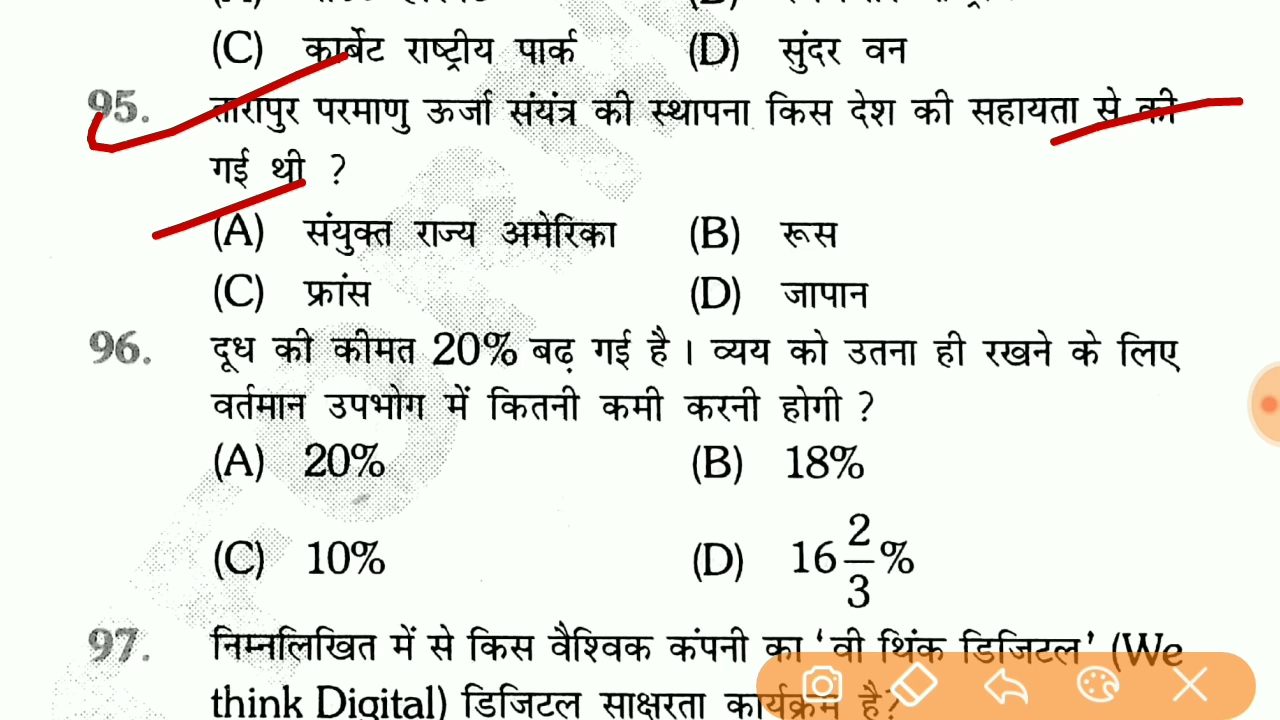 (C) कार्बेट राष्ट्रीय पार्क (D) सुंदर वन
95. तारापुर परमाणु ऊर्जा संयंत्र की स्थापना किस देश की सहायता से की
गई थी ?
(A) संयुक्त राज्य अमेरिका (B) रूस
(C) फ्रांस (D) जापान
96. दूध की कीमत 20% बढ़ गई है। व्यय को उतना ही रखने के लिए
वर्तमान उपभोग में कितनी कमी करनी होगी ?
(A) 20% (B) 18%
(C) 10% (D) 16 2/3 %
97. निम्नलिखित में से किस वैश्विक कंपनी का ‘वी थिंक डिजिटल’ (We
think Digital) डिजिटल साक्षरता कार्यक्रम है?